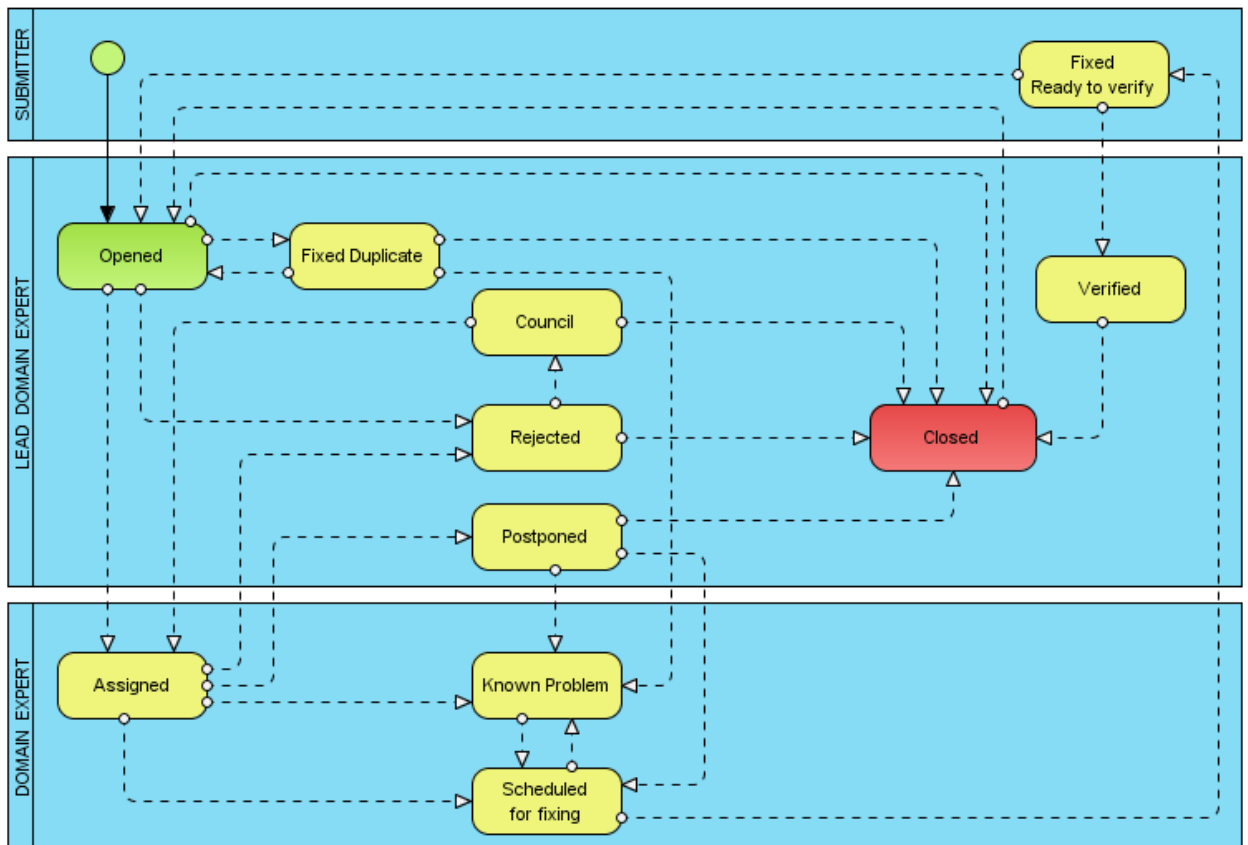 SUBMITTER
Fixed
Ready to verify
LEAD DOMAIN EXPERT
Opened
Fixed Duplicate
Verified
Council
Rejected
Closed
Postponed
DOMAIN EXPERT
Assigned
Known Problem
Scheduled
for fixing